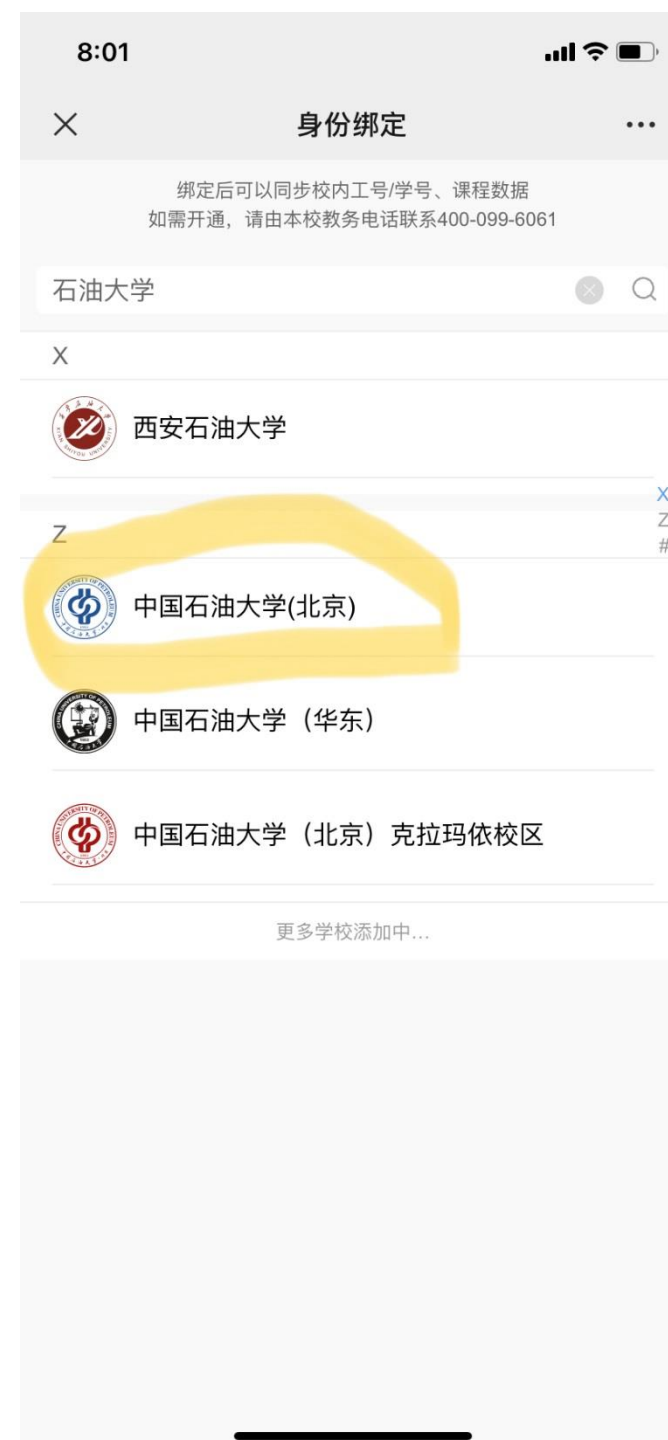 8:01
身份绑定
绑定后可以同步校内工号/学号、课程数据
如需开通，请由本校教务电话联系400-099-6061
石油大学
X
西安石油大学
X
Z
#
Z
中国石油大学(北京)
中国石油大学（华东）
中国石油大学（北京）克拉玛依校区
更多学校添加中...